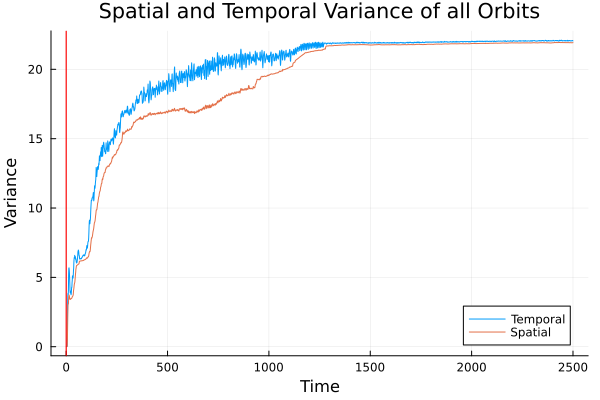 Spatial and Temporal Variance of all Orbits
20
15
10
5
0
Variance
Temporal
Spatial
0 500 1000 1500 2000 2500
Time